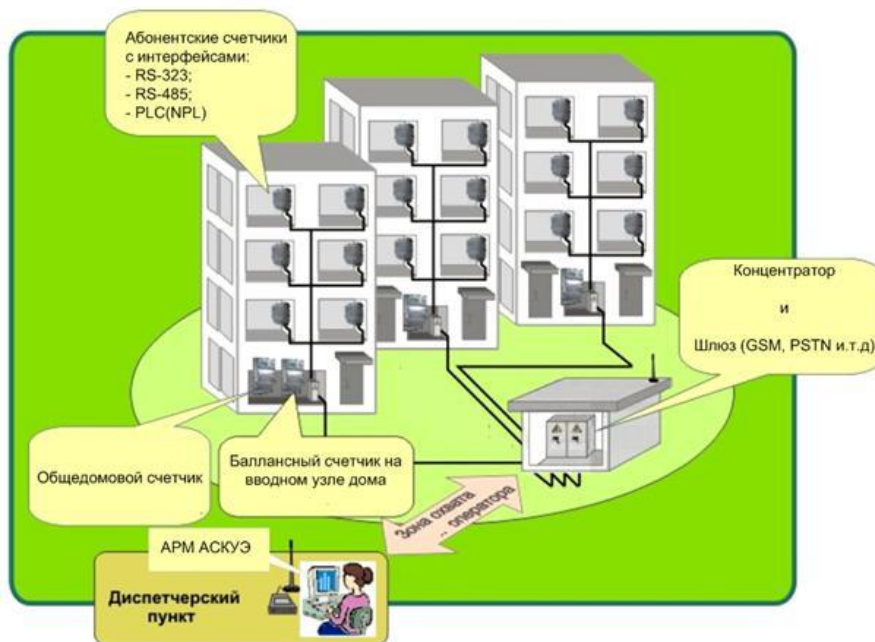 Абонентские счетчики
с интерфейсами:
- RS-323;
- RS-485;
- PLC(NPL)
Концентратор
и
Шлюз (GSM, PSTN и.т.д)
Общедомовой счетчик
Баллансный счетчик на
вводном узле дома
Зона охвата
оператора
АРМ АСКУЭ
Диспетчерский
пункт